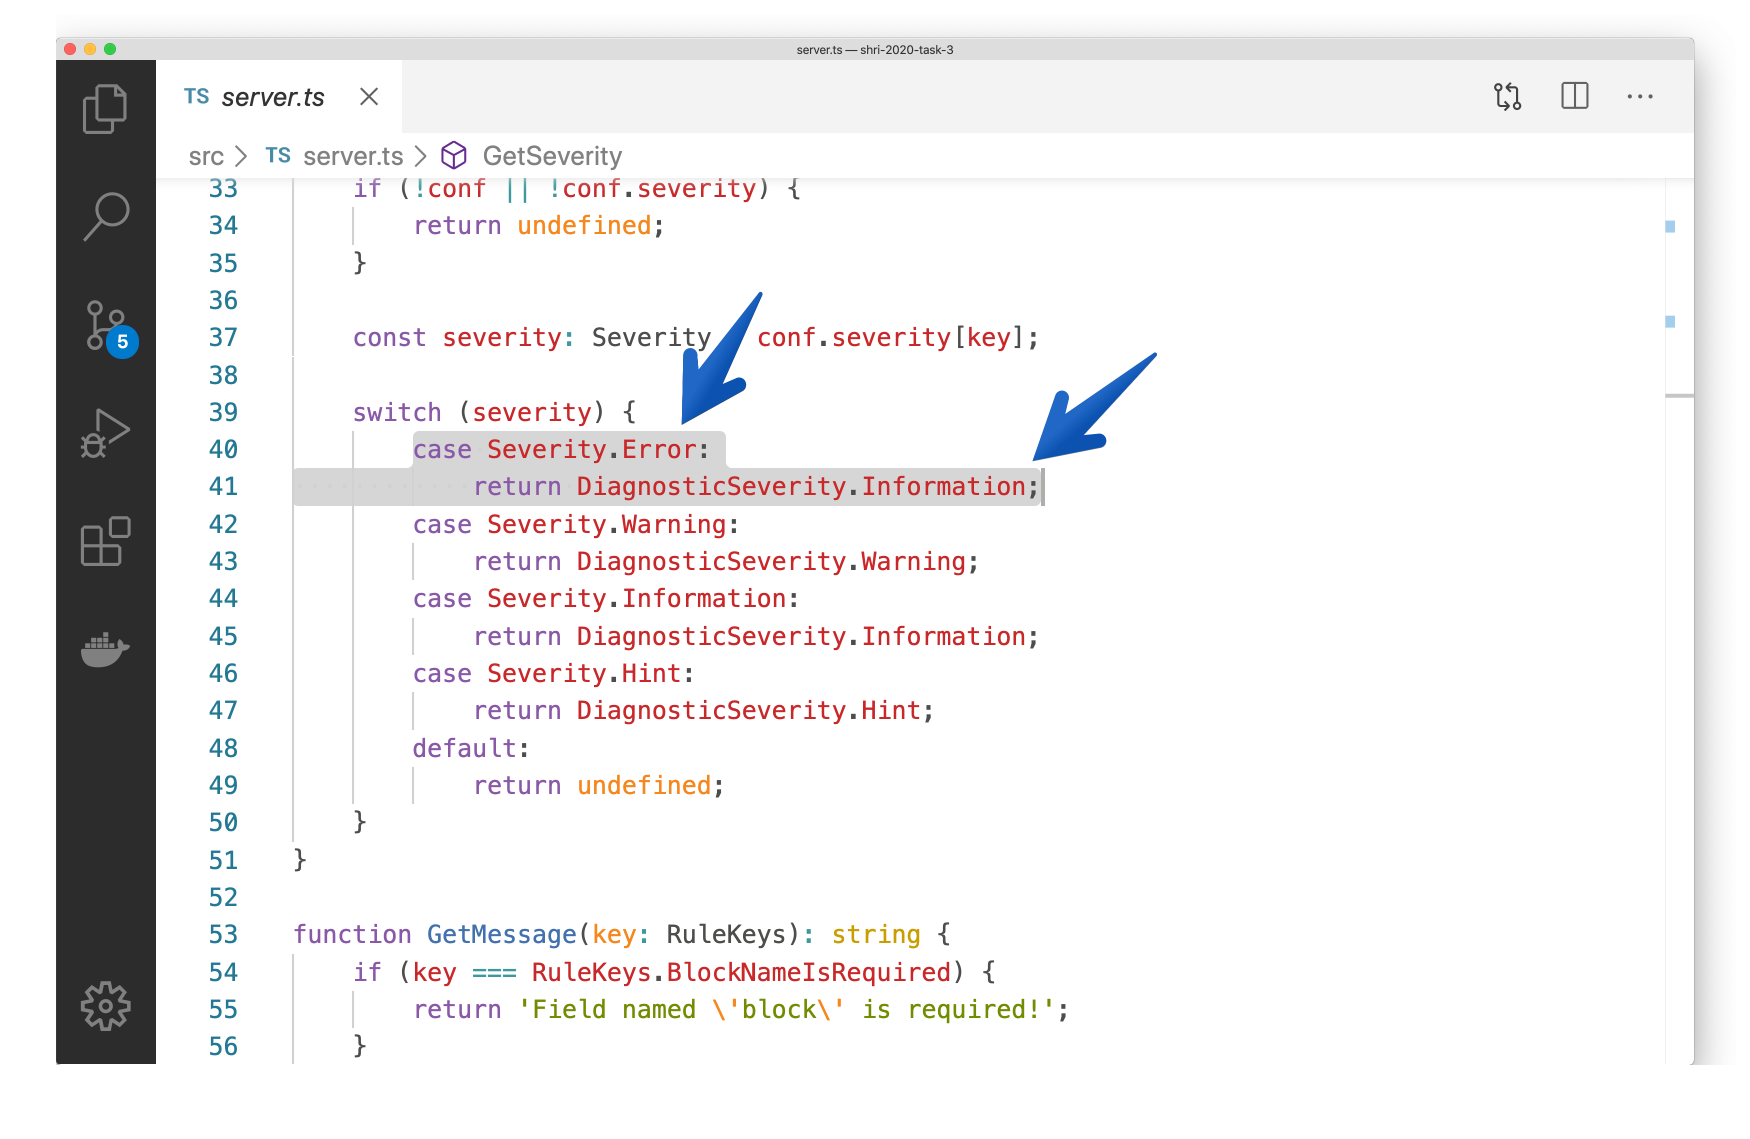 server.ts — shri-2020-task-3
TS server.ts
src > TS server.ts > GetSeverity
33 if (!conf || !conf.severity) {
34 return undefined;
35 }
36
37 const severity: Severity conf.severity[key];
38
39 switch (severity) {
40 case Severity.Error:
41 return DiagnosticSeverity.Information;
42 case Severity.Warning:
43 return DiagnosticSeverity.Warning;
44 case Severity.Information:
45 return DiagnosticSeverity.Information;
46 case Severity.Hint:
47 return DiagnosticSeverity.Hint;
48 default:
49 return undefined;
50 }
51 }
52
53 function GetMessage(key: RuleKeys): string {
54 if (key === RuleKeys.BlockNameIsRequired) {
55 return 'Field named \'block\' is required!';
56 }
5